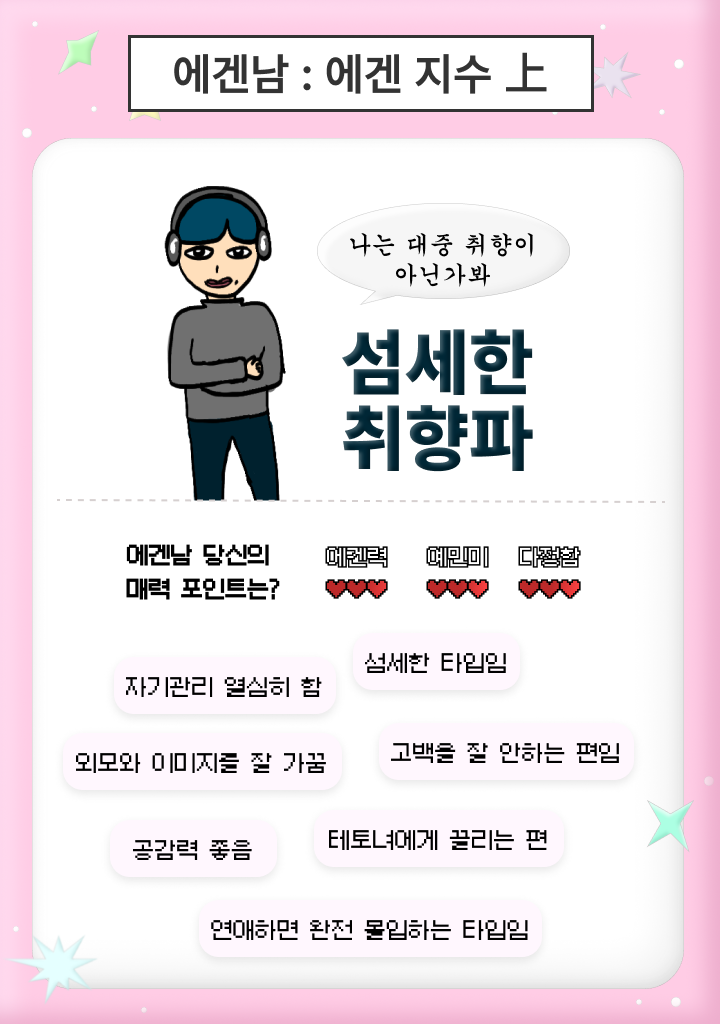 에겐남 : 에겐 지수 上
나는 대중 취향이
아닌가봐
섬세한
취향파
에겐남 당신의
매력 포인트는?
에겐력 예민미 다정함
섬세한 타입임
자기관리 열심히 함
고백을 잘 안하는 편임
외모와 이미지를 잘 가꿈
테토녀에게 끌리는 편
공감력 좋음
연애하면 완전 몰입하는 타입임